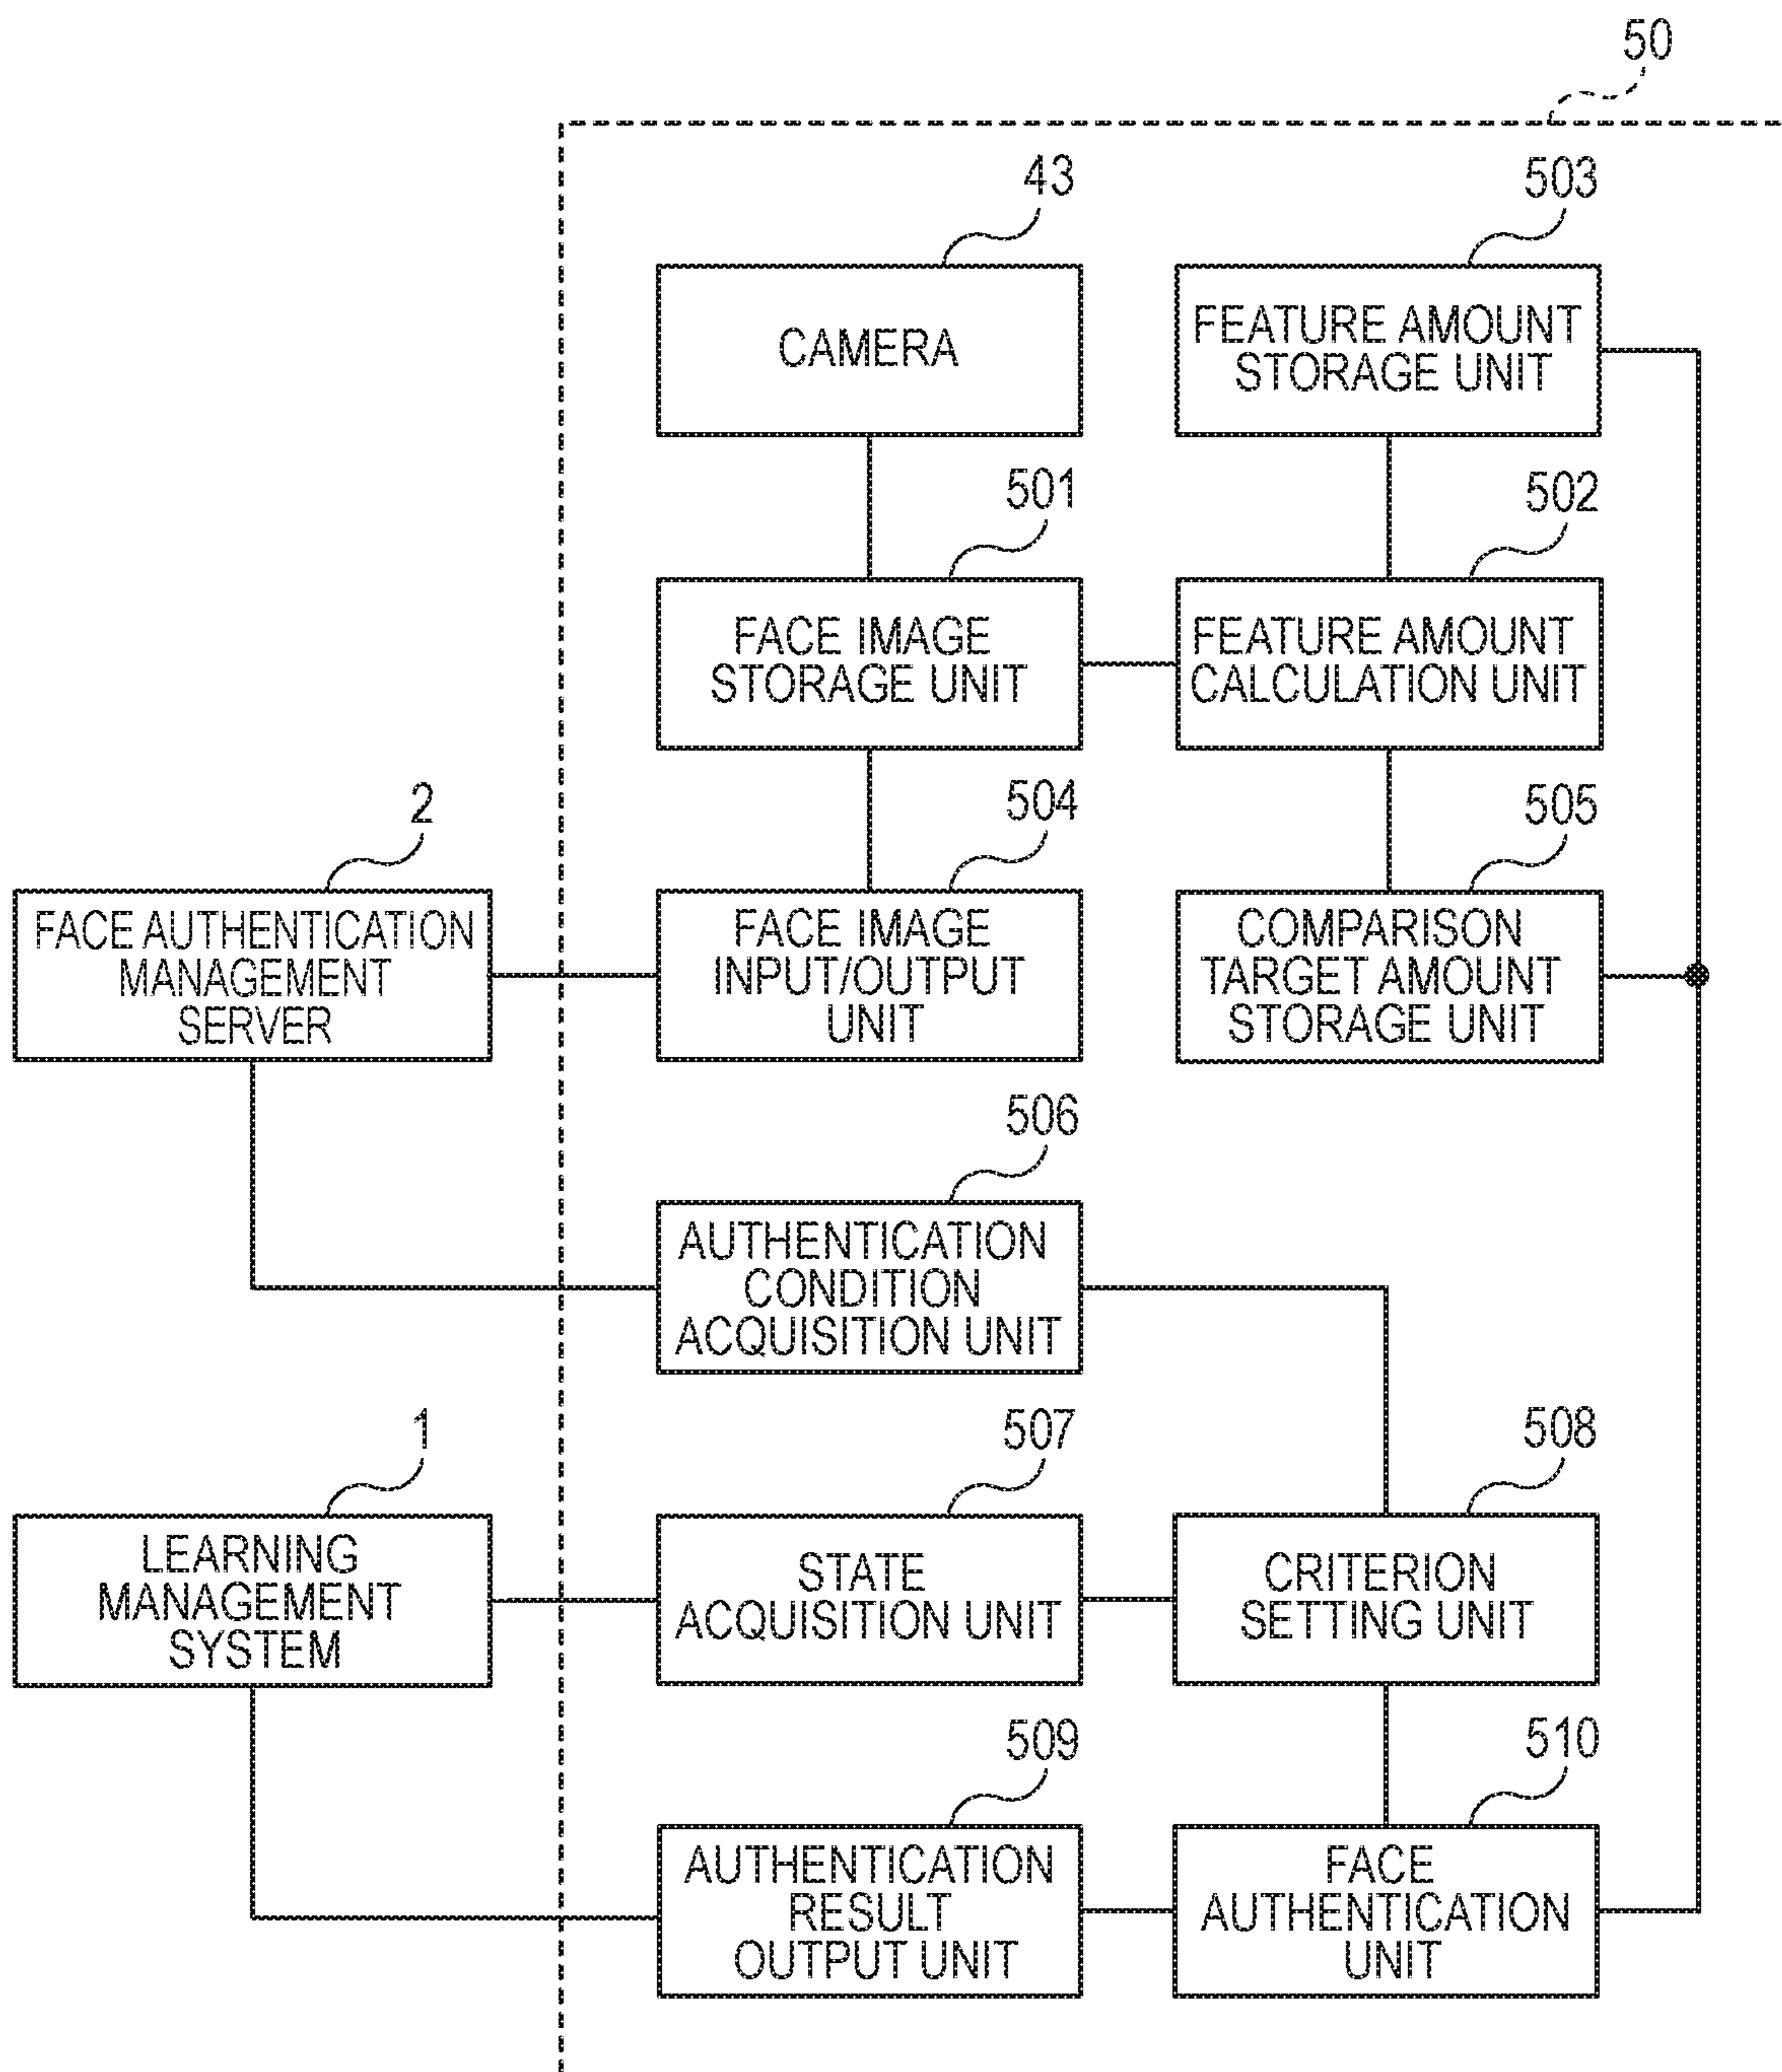 50
43
503
CAMERA
FEATURE AMOUNT
STORAGE UNIT
501
502
FACE IMAGE
STORAGE UNIT
FEATURE AMOUNT
CALCULATION UNIT
2
504
505
FACE AUTHENTICATION
MANAGEMENT
SERVER
FACE IMAGE
INPUT/OUTPUT
UNIT
COMPARISON
TARGET AMOUNT
STORAGE UNIT
506
AUTHENTICATION
CONDITION
ACQUISITION UNIT
1
507
508
LEARNING
MANAGEMENT
SYSTEM
STATE
ACQUISITION UNIT
CRITERION
SETTING UNIT
509
510
AUTHENTICATION
RESULT
OUTPUT UNIT
FACE
AUTHENTICATION
UNIT